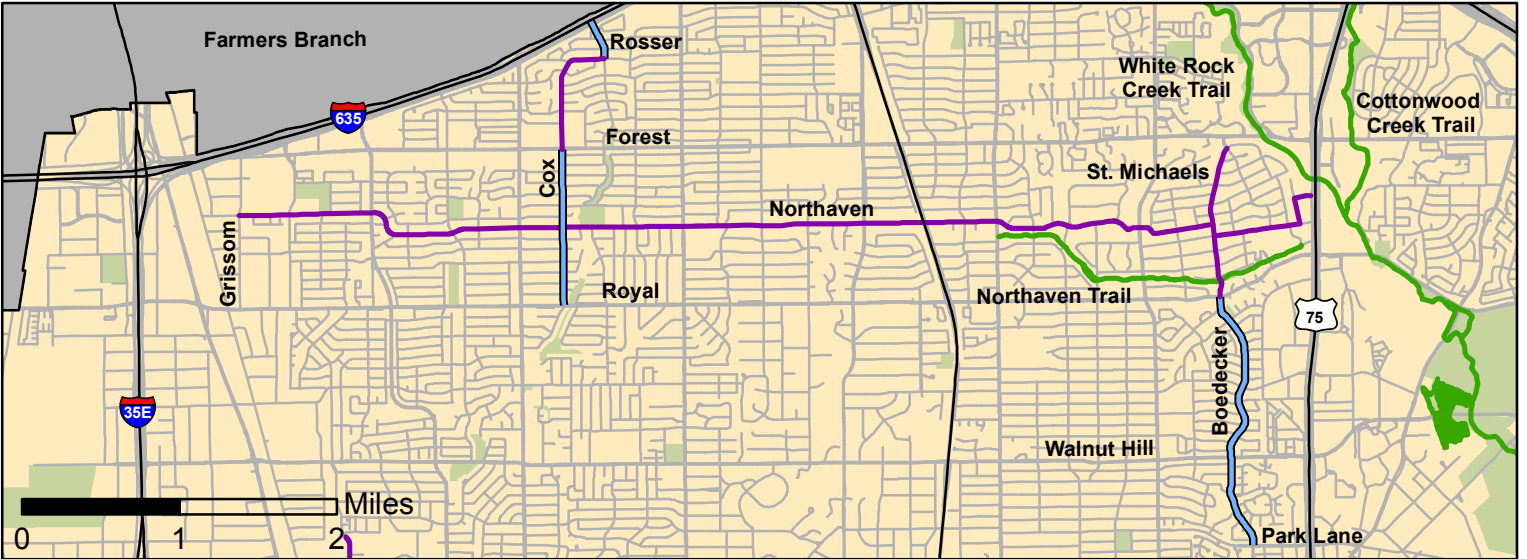 Farmers Branch
Rosser
White Rock
Creek Trail
Cottonwood
Creek Trail
635
Forest
Cox
St. Michaels
Northaven
Grissom
Royal
Northaven Trail
75
Boedecker
35E
Walnut Hill
Miles
0 1 2
Park Lane